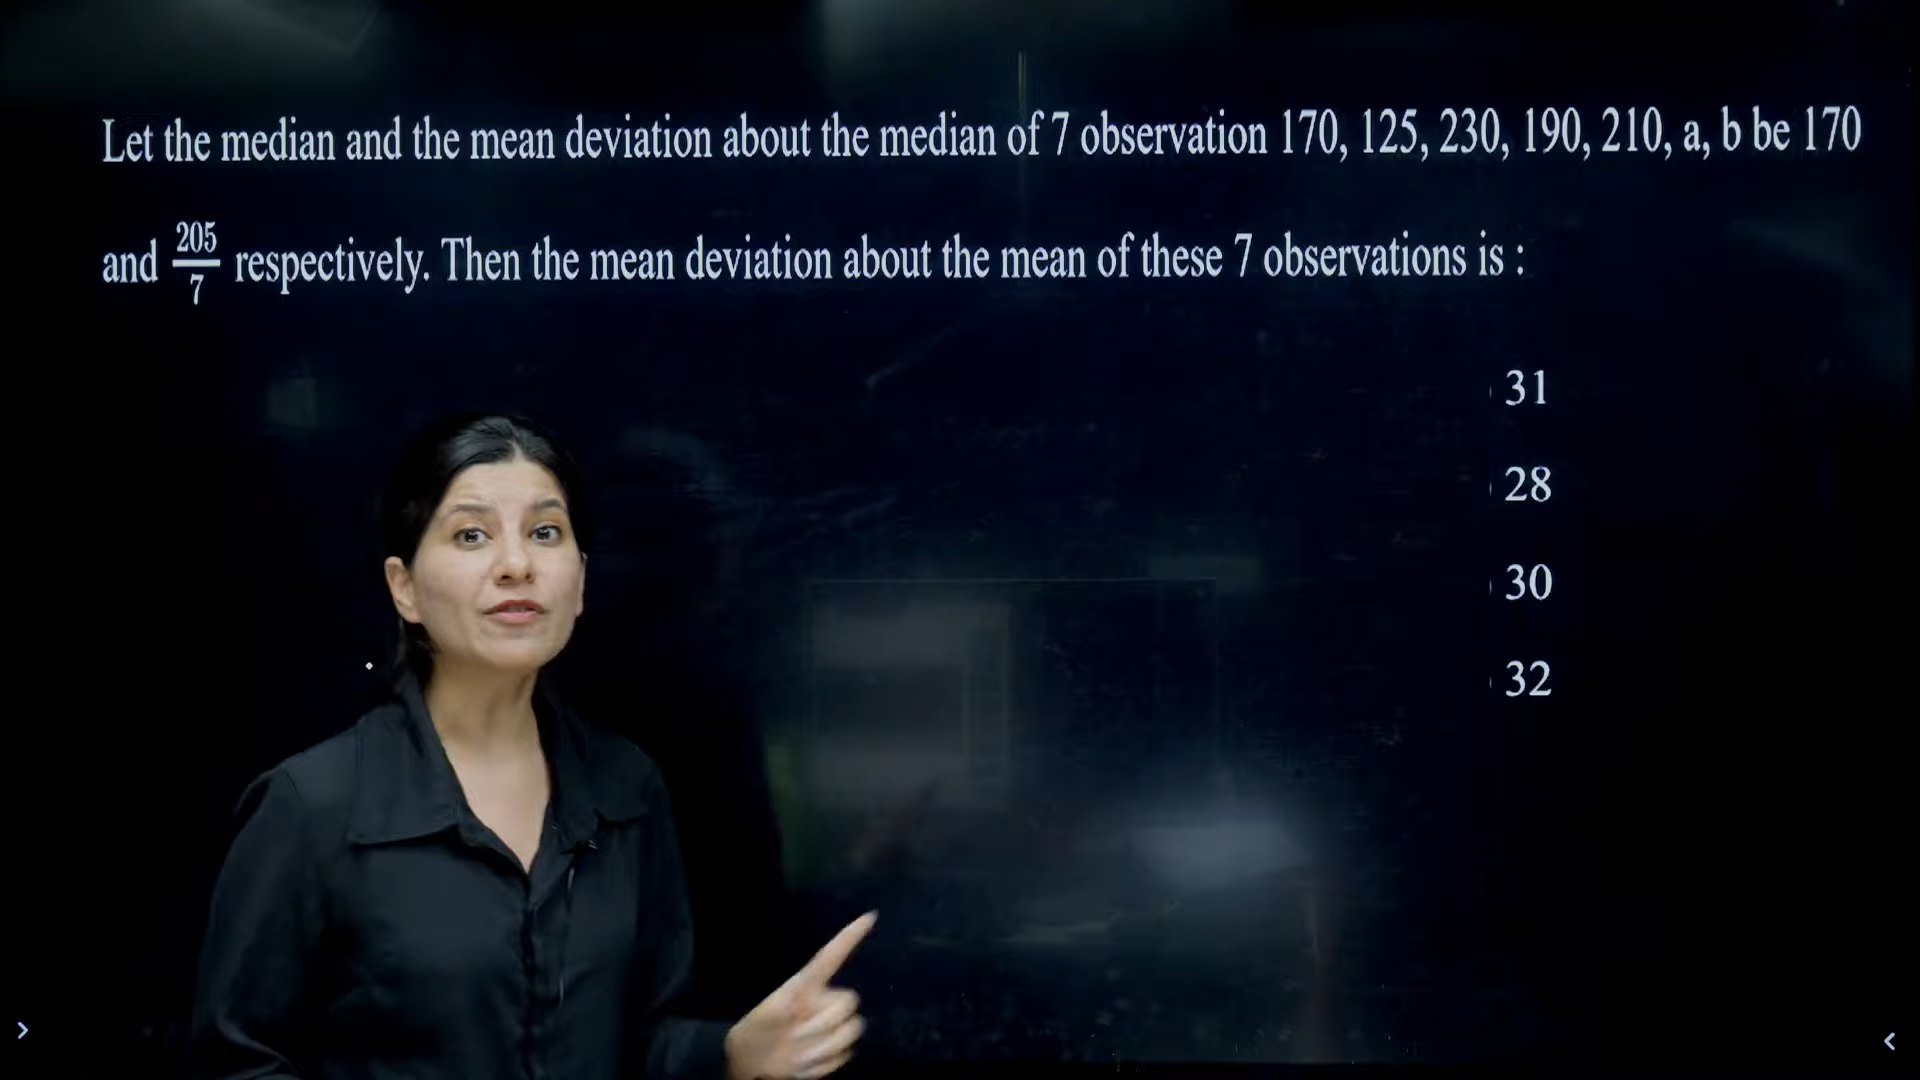 Let the median and the mean deviation about the median of 7 observation 170, 125, 230, 190, 210, a, b be 170
and 205/7 respectively. Then the mean deviation about the mean of these 7 observations is :
31
28
30
32